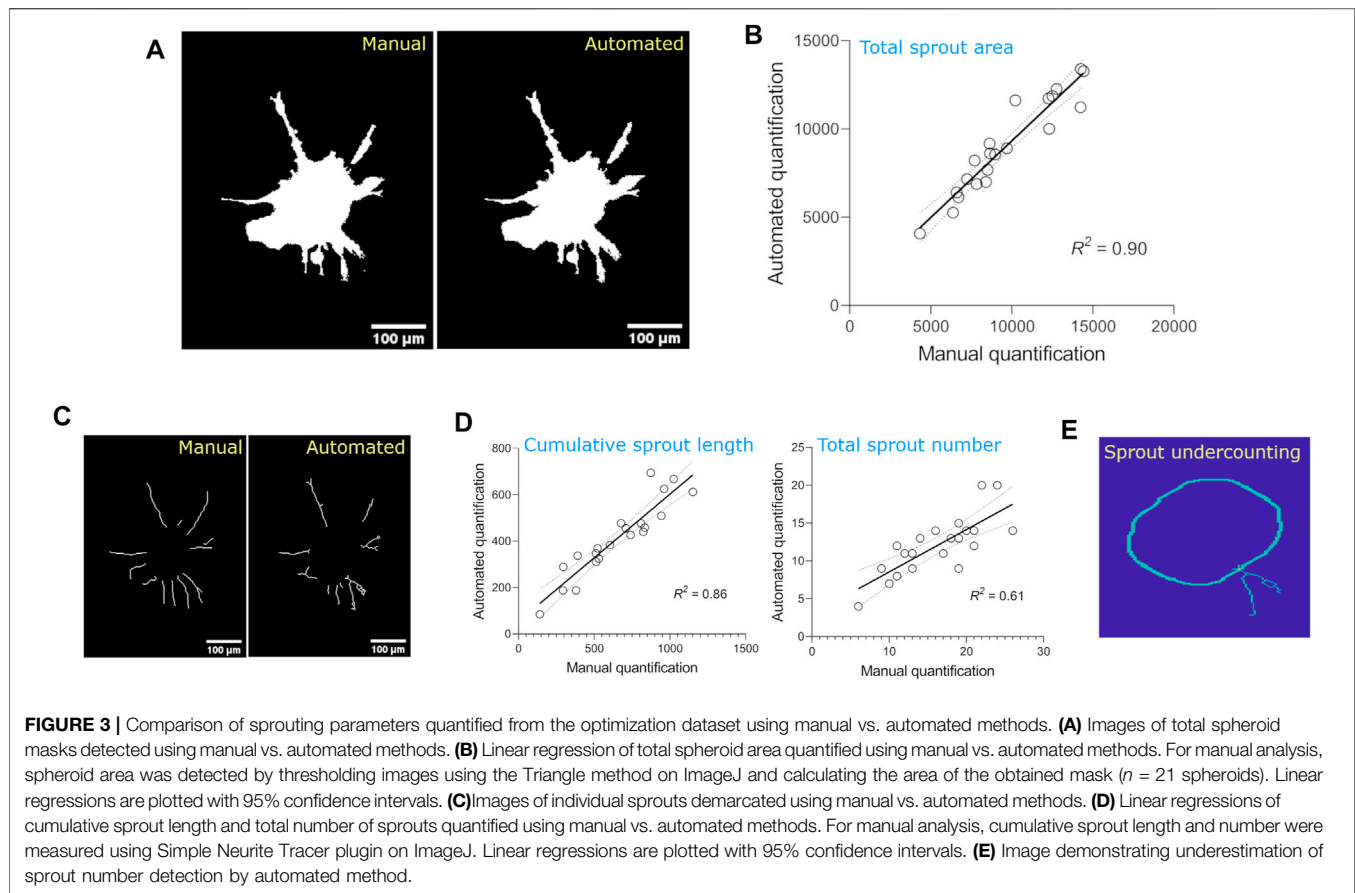 A
Manual
Automated
100 µm
100 µm
B
Total sprout area
Automated quantification
15000
10000
5000
0
0 5000 10000 15000 20000
Manual quantification
R² = 0.90
C
Manual
Automated
100 µm
100 µm
D
Cumulative sprout length
Automated quantification
800
600
400
200
0
0 500 1000 1500
Manual quantification
R² = 0.86
Total sprout number
Automated quantification
25
20
15
10
5
0
0 10 20 30
Manual quantification
R² = 0.61
E
Sprout undercounting
FIGURE 3 | Comparison of sprouting parameters quantified from the optimization dataset using manual vs. automated methods. (A) Images of total spheroid
masks detected using manual vs. automated methods. (B) Linear regression of total spheroid area quantified using manual vs. automated methods. For manual analysis,
spheroid area was detected by thresholding images using the Triangle method on ImageJ and calculating the area of the obtained mask (n = 21 spheroids). Linear
regressions are plotted with 95% confidence intervals. (C)Images of individual sprouts demarcated using manual vs. automated methods. (D) Linear regressions of
cumulative sprout length and total number of sprouts quantified using manual vs. automated methods. For manual analysis, cumulative sprout length and number were
measured using Simple Neurite Tracer plugin on ImageJ. Linear regressions are plotted with 95% confidence intervals. (E) Image demonstrating underestimation of
sprout number detection by automated method.